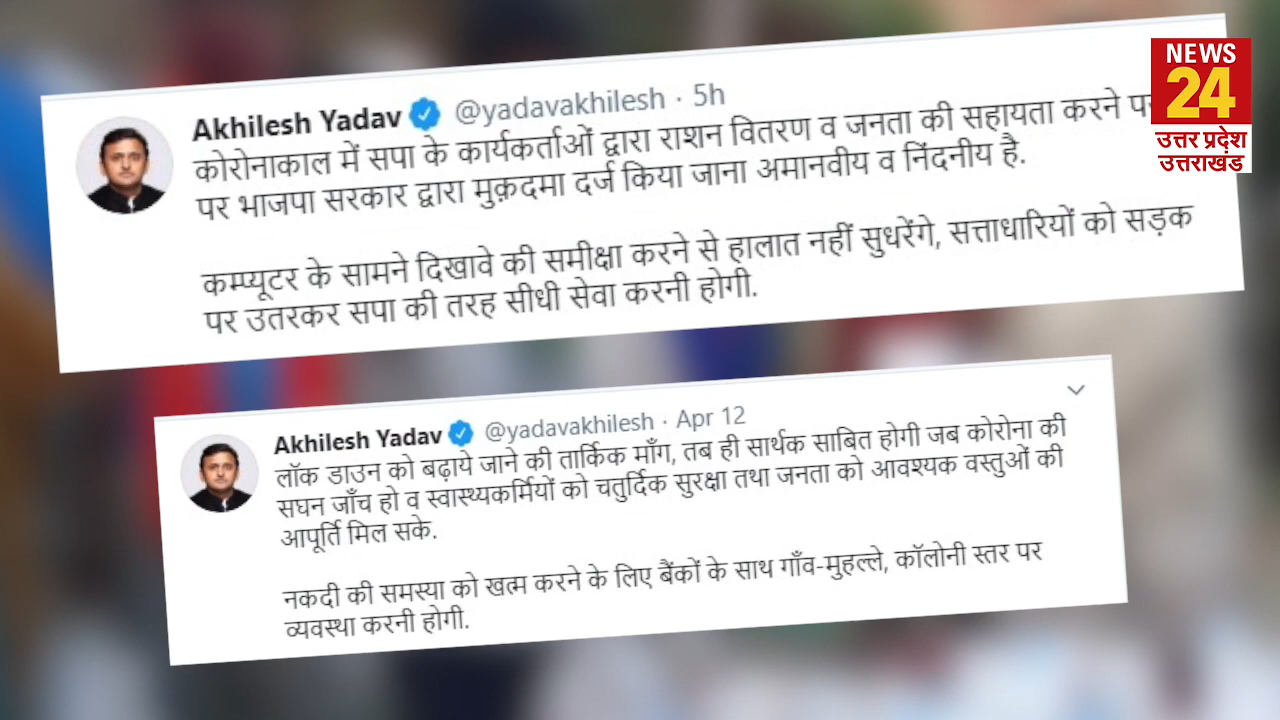 Akhilesh Yadav @yadavakhilesh · 5h
कोरोनाकाल में सपा के कार्यकर्ताओं द्वारा राशन वितरण व जनता की सहायता करने पर
पर भाजपा सरकार द्वारा मुक़दमा दर्ज किया जाना अमानवीय व निंदनीय है.
कम्प्यूटर के सामने दिखावे की समीक्षा करने से हालात नहीं सुधरेंगे, सत्ताधारियों को सड़क
पर उतरकर सपा की तरह सीधी सेवा करनी होगी.
NEWS
24
उत्तर प्रदेश
उत्तराखंड
Akhilesh Yadav @yadavakhilesh · Apr 12
लॉक डाउन को बढ़ाये जाने की तार्किक माँग, तब ही सार्थक साबित होगी जब कोरोना की
सघन जाँच हो व स्वास्थ्यकर्मियों को चतुर्दिक सुरक्षा तथा जनता को आवश्यक वस्तुओं की
आपूर्ति मिल सके.
नकदी की समस्या को खत्म करने के लिए बैंकों के साथ गाँव-मुहल्ले, कॉलोनी स्तर पर
व्यवस्था करनी होगी.